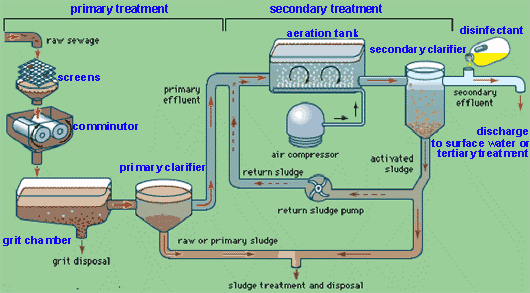 primary treatment
secondary treatment
disinfectant
raw sewage
aeration tank
secondary clarifier
screens
primary
effluent
secondary
effluent
comminutor
discharge
to surface water or
tertiary treatment
air compressor
activated
sludge
primary clarifier
return sludge
return sludge pump
grit chamber
raw or primary sludge
grit disposal
sludge treatment and disposal